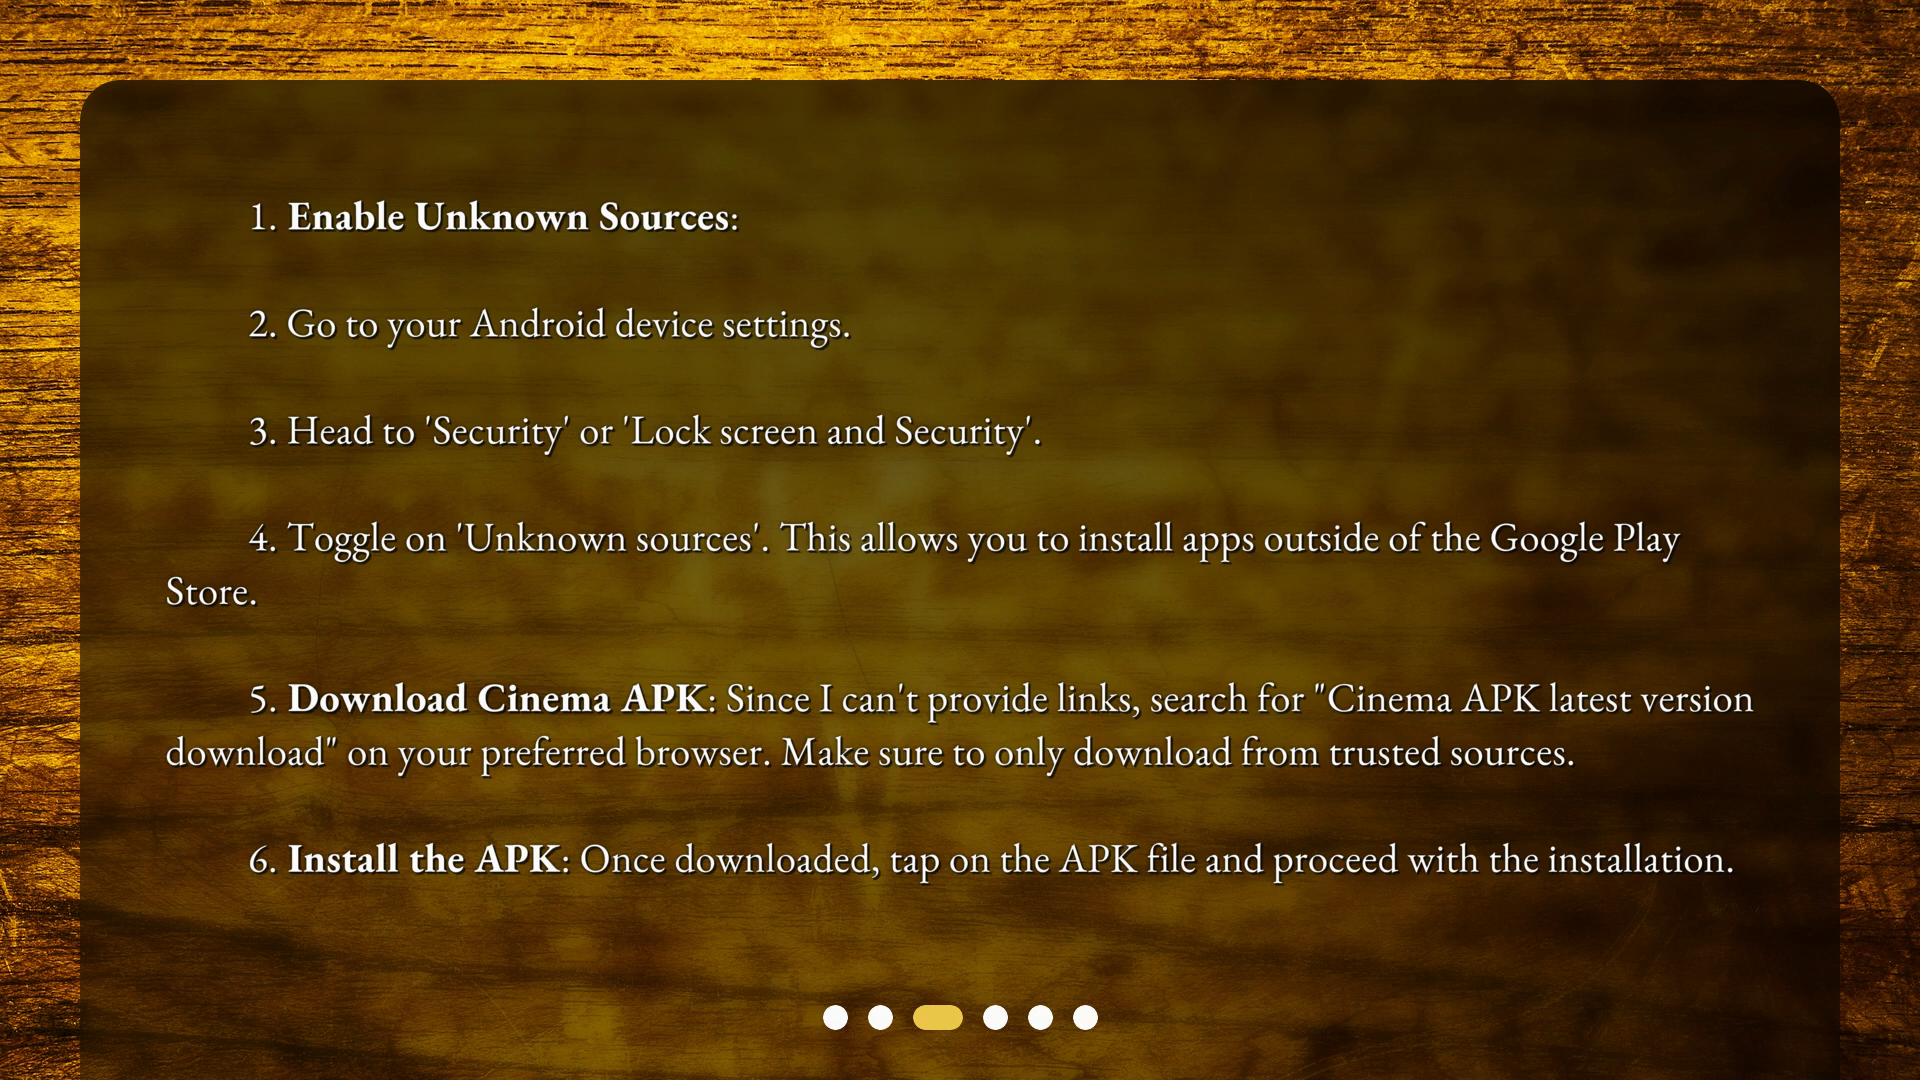 1. Enable Unknown Sources:
2. Go to your Android device settings.
3. Head to 'Security' or 'Lock screen and Security'.
4. Toggle on 'Unknown sources'. This allows you to install apps outside of the Google Play
Store.
5. Download Cinema APK: Since I can't provide links, search for "Cinema APK latest version
download" on your preferred browser. Make sure to only download from trusted sources.
6. Install the APK: Once downloaded, tap on the APK file and proceed with the installation.